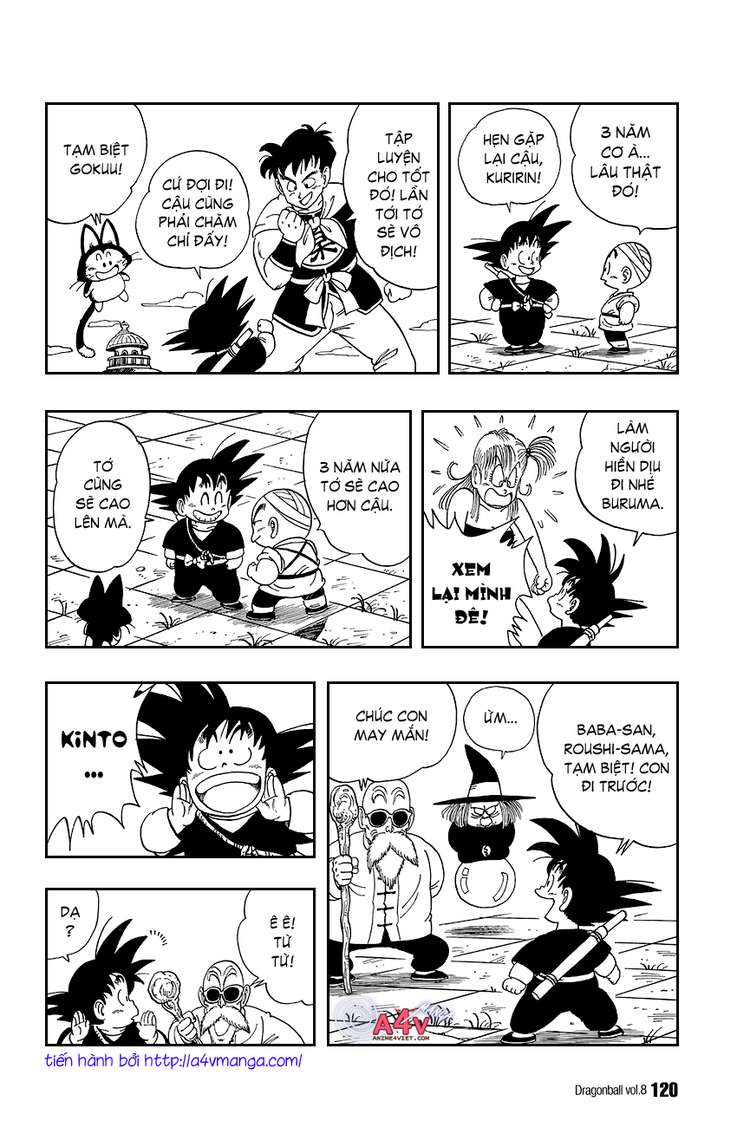 3 NĂM
CƠ À...
LÂU THẬT
ĐÓ!
HẸN GẶP
LẠI CẬU,
KURIRIN!
TẬP
LUYỆN
CHO TỐT
ĐÓ! LẦN
TỚI TỚ
SẼ VÔ
ĐỊCH!
CỨ ĐỢI ĐI!
CẬU CŨNG
PHẢI CHĂM
CHỈ ĐẤY!
TẠM BIỆT
GOKUU!
LÀM
NGƯỜI
HIỀN DỊU
ĐI NHÉ
BURUMA.
XEM
LẠI MÌNH
ĐÊ!
3 NĂM NỮA
TỚ SẼ CAO
HƠN CẬU.
TỚ
CŨNG
SẼ CAO
LÊN MÀ.
BABA-SAN,
ROUSHI-SAMA,
TẠM BIỆT! CON
ĐI TRƯỚC!
ỪM...
CHÚC CON
MAY MẮN!
KINTO
...
Ê Ê!
TỪ
TỪ!
DẠ
?
A4V
ANIME4VIET.COM
tiến hành bởi http://a4vmanga.com/
Dragonball vol.8 120